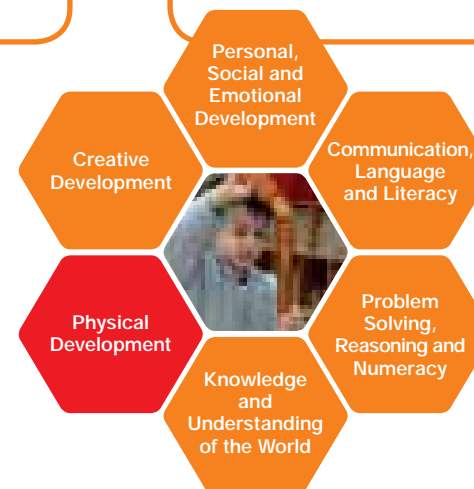 Personal,
Social and
Emotional
Development
Communication,
Language
and Literacy
Problem
Solving,
Reasoning and
Numeracy
Knowledge
and
Understanding
of the World
Physical
Development
Creative
Development